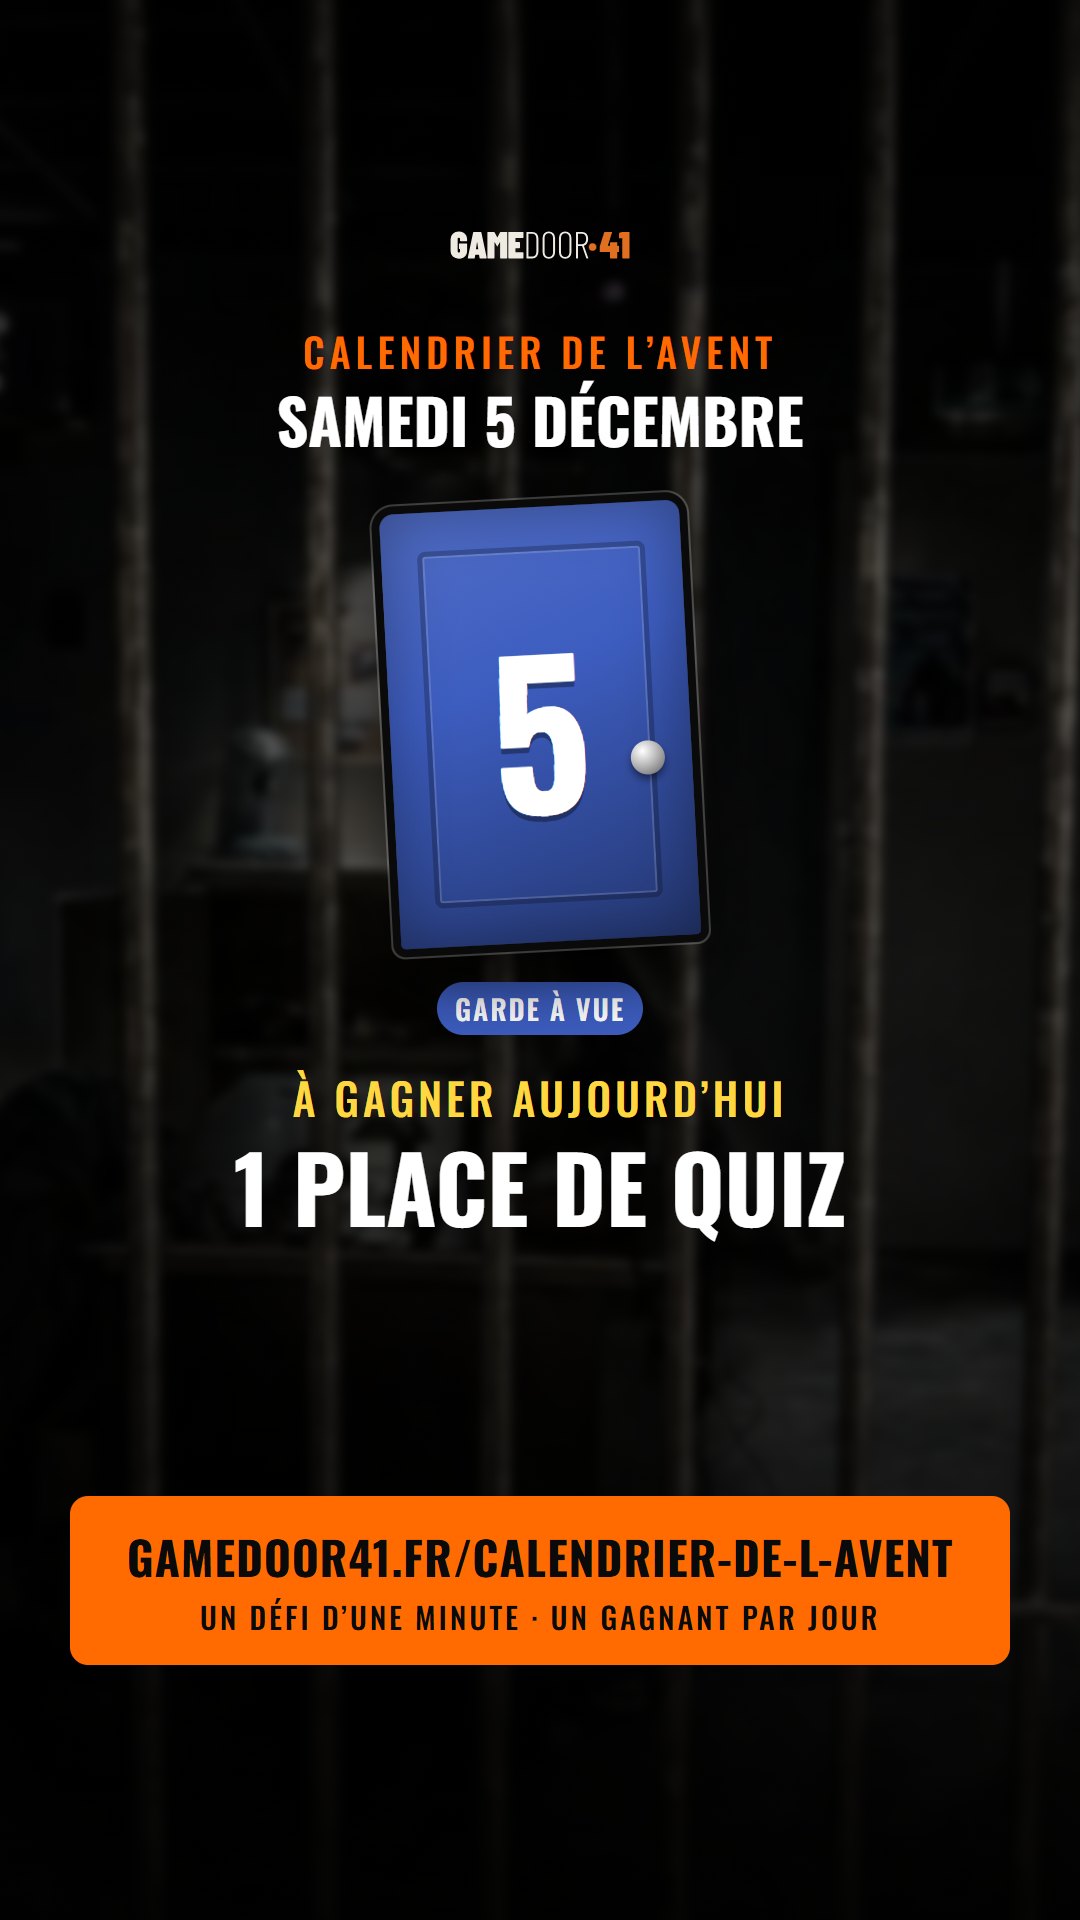 GAMEDOOR·41
CALENDRIER DE L’AVENT
SAMEDI 5 DÉCEMBRE
5
GARDE À VUE
À GAGNER AUJOURD’HUI
1 PLACE DE QUIZ
GAMEDOOR41.FR/CALENDRIER-DE-L-AVENT
UN DÉFI D’UNE MINUTE · UN GAGNANT PAR JOUR